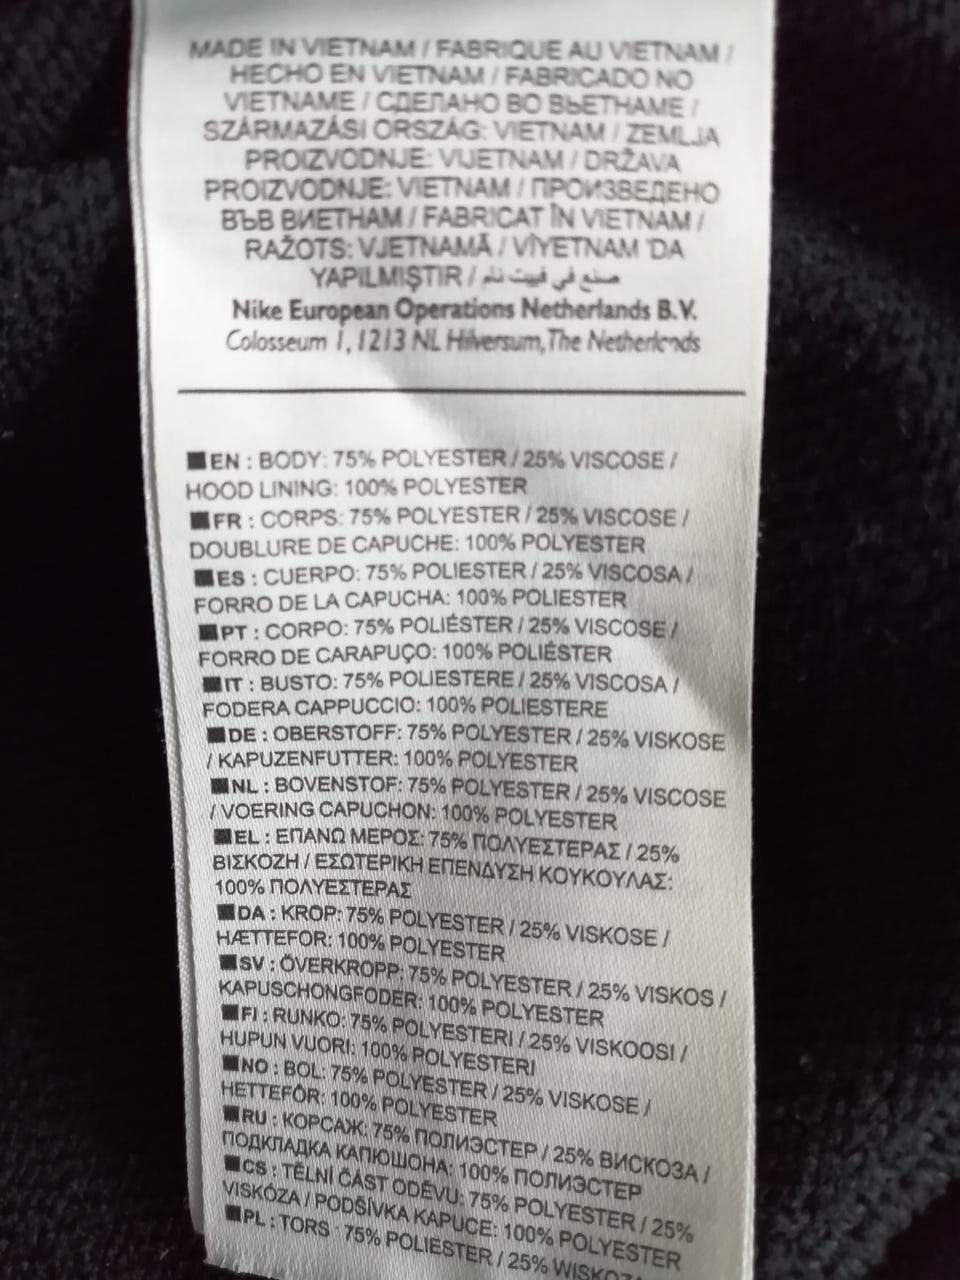 MADE IN VIETNAM / FABRIQUE AU VIETNAM /
HECHO EN VIETNAM / FABRICADO NO
VIETNAME / СДЕЛАНО ВО ВЬЕТНАМЕ /
SZÁRMAZÁSI ORSZÁG: VIETNAM / ZEMLJA
PROIZVODNJE: VIJETNAM / DRŽAVA
PROIZVODNJE: VIETNAM / ПРОИЗВЕДЕНО
ВЪВ ВИЕТНАМ / FABRICAT ÎN VIETNAM /
RAŽOTS: VJETNAMĀ / VİYETNAM 'DA
YAPILMIŞTIR / صنع في فييت نام
Nike European Operations Netherlands B.V.
Colosseum 1, 1213 NL Hilversum, The Netherlands
■EN : BODY: 75% POLYESTER / 25% VISCOSE /
HOOD LINING: 100% POLYESTER
■FR : CORPS: 75% POLYESTER / 25% VISCOSE /
DOUBLURE DE CAPUCHE: 100% POLYESTER
■ES : CUERPO: 75% POLIESTER / 25% VISCOSA /
FORRO DE LA CAPUCHA: 100% POLIESTER
■PT : CORPO: 75% POLIÉSTER / 25% VISCOSE /
FORRO DE CARAPUÇO: 100% POLIÉSTER
■IT : BUSTO: 75% POLIESTERE / 25% VISCOSA /
FODERA CAPPUCCIO: 100% POLIESTERE
■DE : OBERSTOFF: 75% POLYESTER / 25% VISKOSE
/ KAPUZENFUTTER: 100% POLYESTER
■NL : BOVENSTOF: 75% POLYESTER / 25% VISCOSE
/ VOERING CAPUCHON: 100% POLYESTER
■EL : ΕΠΑΝΩ ΜΕΡΟΣ: 75% ΠΟΛΥΕΣΤΕΡΑΣ / 25%
ΒΙΣΚΟΖΗ / ΕΣΩΤΕΡΙΚΗ ΕΠΕΝΔΥΣΗ ΚΟΥΚΟΥΛΑΣ:
100% ΠΟΛΥΕΣΤΕΡΑΣ
■DA : KROP: 75% POLYESTER / 25% VISKOSE /
HÆTTEFOR: 100% POLYESTER
■SV : ÖVERKROPP: 75% POLYESTER / 25% VISKOS /
KAPUSCHONGFODER: 100% POLYESTER
■FI : RUNKO: 75% POLYESTERI / 25% VISKOOSI /
HUPUN VUORI: 100% POLYESTERI
■NO : BOL: 75% POLYESTER / 25% VISKOSE /
HETTEFÔR: 100% POLYESTER
■RU : КОРСАЖ: 75% ПОЛИЭСТЕР / 25% ВИСКОЗА /
ПОДКЛАДКА КАПЮШОНА: 100% ПОЛИЭСТЕР
■CS : TĚLNÍ ČÁST ODĚVU: 75% POLYESTER / 25%
VISKÓZA / PODŠÍVKA KAPUCE: 100% POLYESTER
■PL : TORS : 75% POLIESTER / 25% WISKOZA